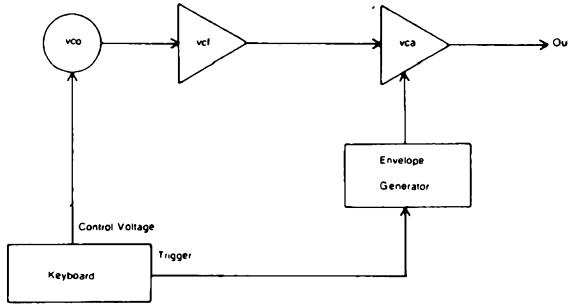 vco
vcf
vca
Ou
Envelope
Generator
Control Voltage
Trigger
Keyboard